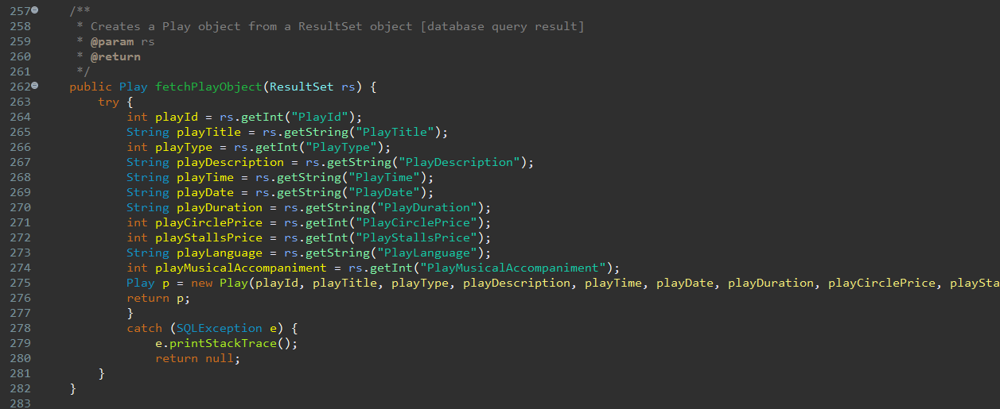 257 /**
258 * Creates a Play object from a ResultSet object [database query result]
259 * @param rs
260 * @return
261 */
262 public Play fetchPlayObject(ResultSet rs) {
263 try {
264 int playId = rs.getInt("PlayId");
265 String playTitle = rs.getString("PlayTitle");
266 int playType = rs.getInt("PlayType");
267 String playDescription = rs.getString("PlayDescription");
268 String playTime = rs.getString("PlayTime");
269 String playDate = rs.getString("PlayDate");
270 String playDuration = rs.getString("PlayDuration");
271 int playCirclePrice = rs.getInt("PlayCirclePrice");
272 int playStallsPrice = rs.getInt("PlayStallsPrice");
273 String playLanguage = rs.getString("PlayLanguage");
274 int playMusicalAccompaniment = rs.getInt("PlayMusicalAccompaniment");
275 Play p = new Play(playId, playTitle, playType, playDescription, playTime, playDate, playDuration, playCirclePrice, playSta
276 return p;
277 }
278 catch (SQLException e) {
279 e.printStackTrace();
280 return null;
281 }
282 }
283